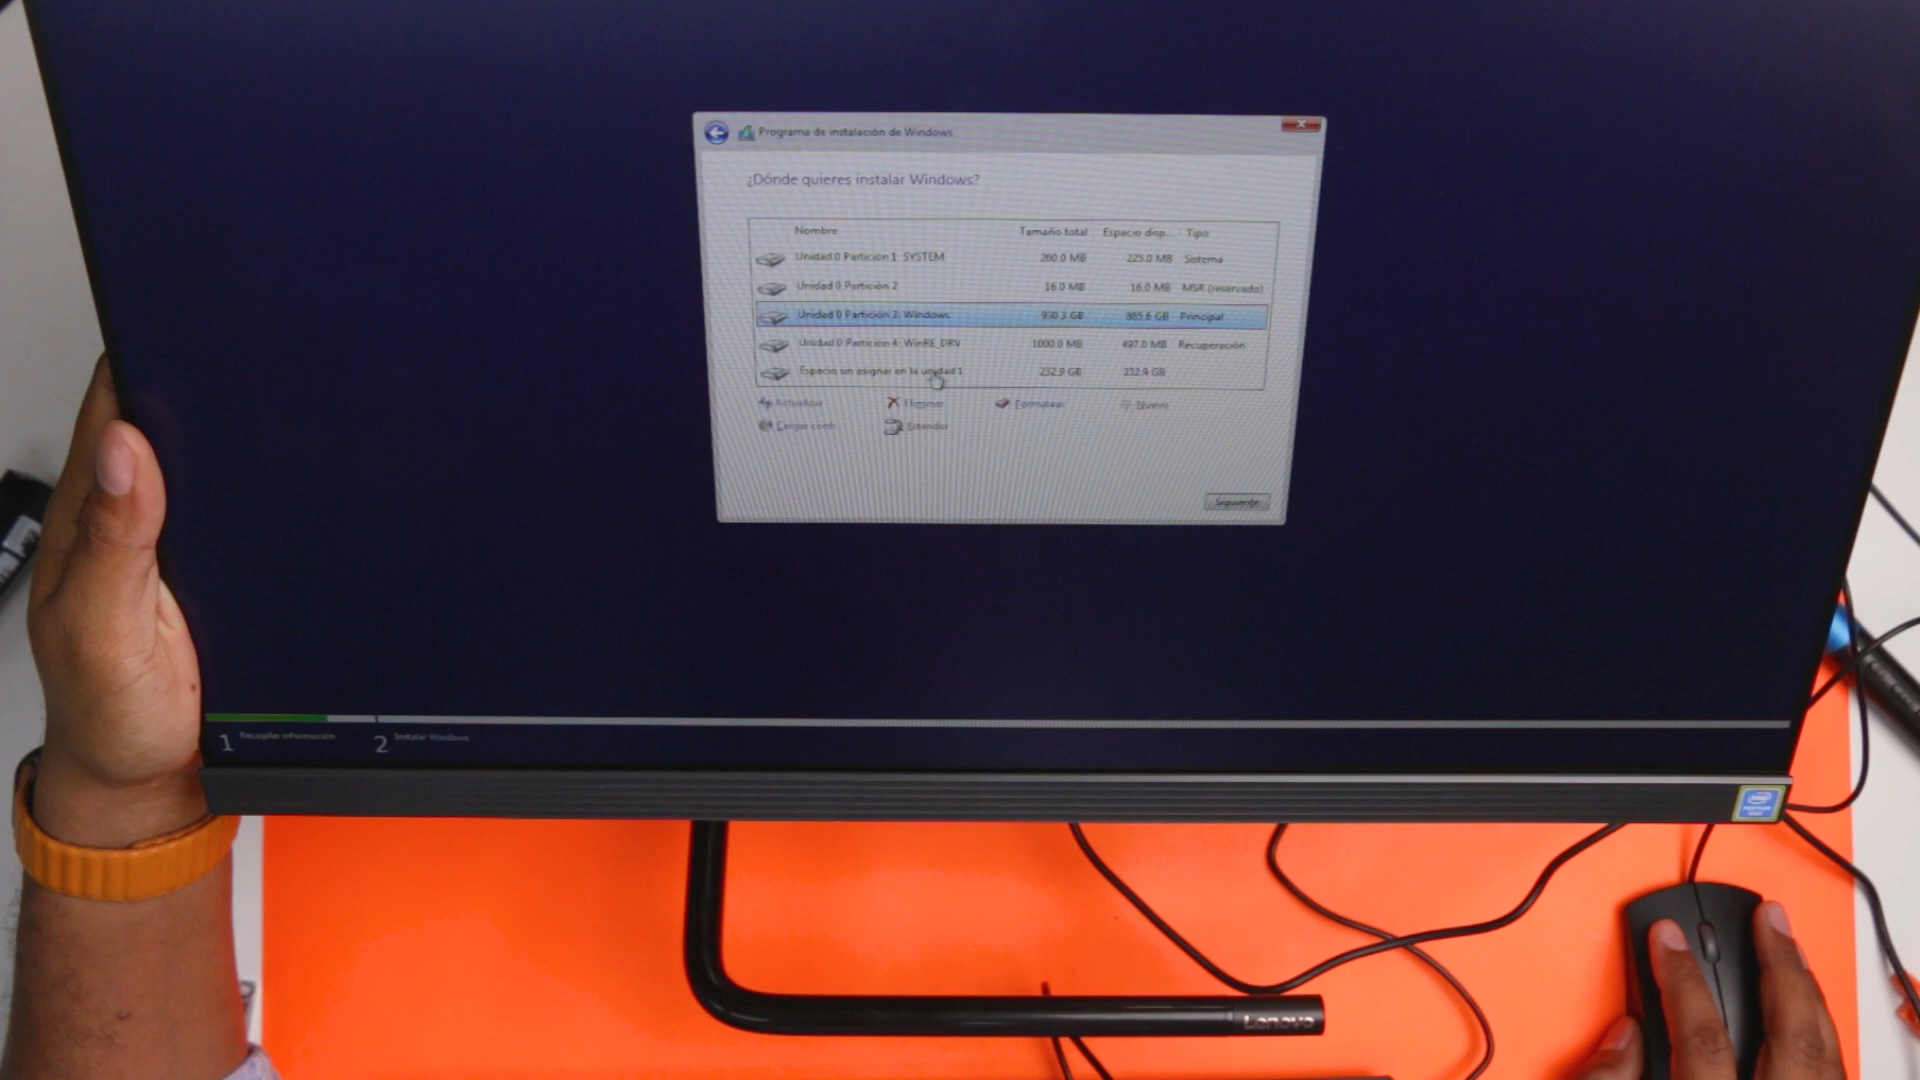 Programa de instalación de Windows
¿Dónde quieres instalar Windows?
Nombre Tamaño total Espacio disp... Tipo
Unidad 0 Partición 1: SYSTEM 260.0 MB 225.0 MB Sistema
Unidad 0 Partición 2 16.0 MB 16.0 MB MSR (reservado)
Unidad 0 Partición 3: Windows 930.3 GB 885.6 GB Principal
Unidad 0 Partición 4: WinRE_DRV 1000.0 MB 497.0 MB Recuperación
Espacio sin asignar en la unidad 1 232.9 GB 232.9 GB
Actualizar Eliminar Formatear Nuevo
Cargar contr. Extender
Siguiente
1 Recopilar información 2 Instalar Windows
Lenovo